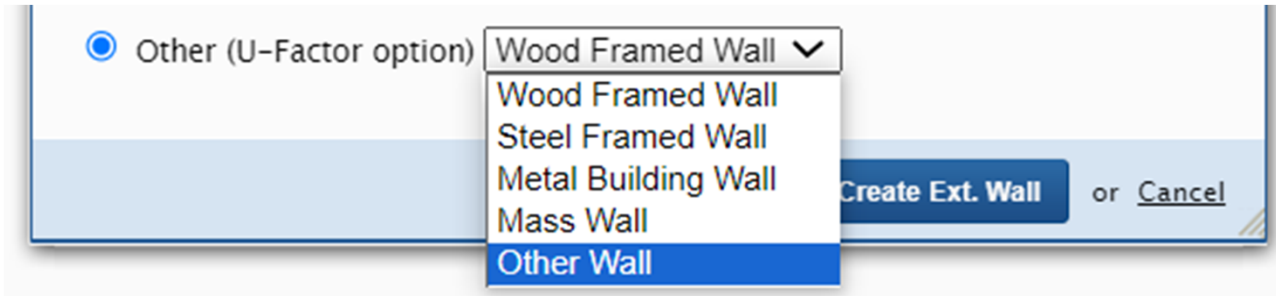 Other (U-Factor option) Wood Framed Wall
Wood Framed Wall
Steel Framed Wall
Metal Building Wall
Mass Wall
Create Ext. Wall or Cancel
Other Wall